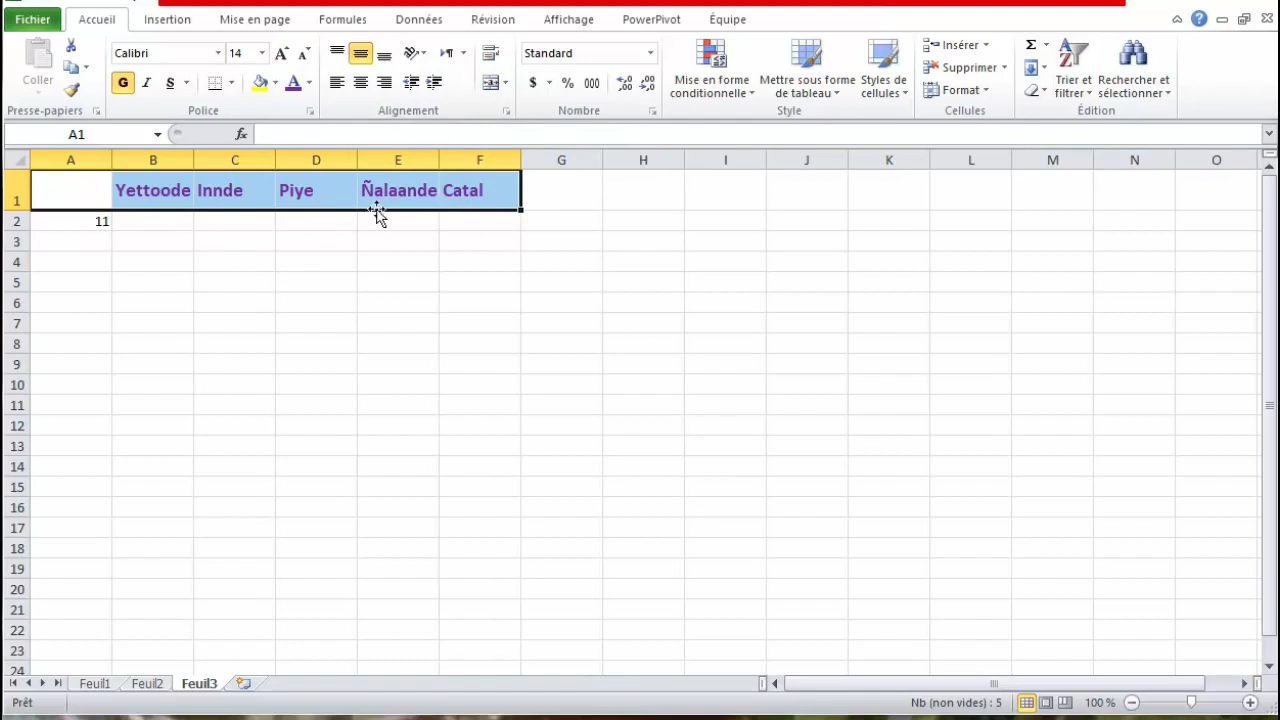 Fichier Accueil Insertion Mise en page Formules Données Révision Affichage PowerPivot Équipe
Calibri 14 Standard Insérer Σ
Coller G I S $ % 000 Mise en forme conditionnelle Mettre sous forme de tableau Styles de cellules Supprimer Format Trier et filtrer Rechercher et sélectionner
Presse-papiers Police Alignement Nombre Style Cellules Édition
A1 fx
A B C D E F G H I J K L M N O
1 Yettoode Innde Piye Ñalaande Catal
2 11
3
4
5
6
7
8
9
10
11
12
13
14
15
16
17
18
19
20
21
22
23
24
Feuil1 Feuil2 Feuil3
Prêt Nb (non vides) : 5 100 %